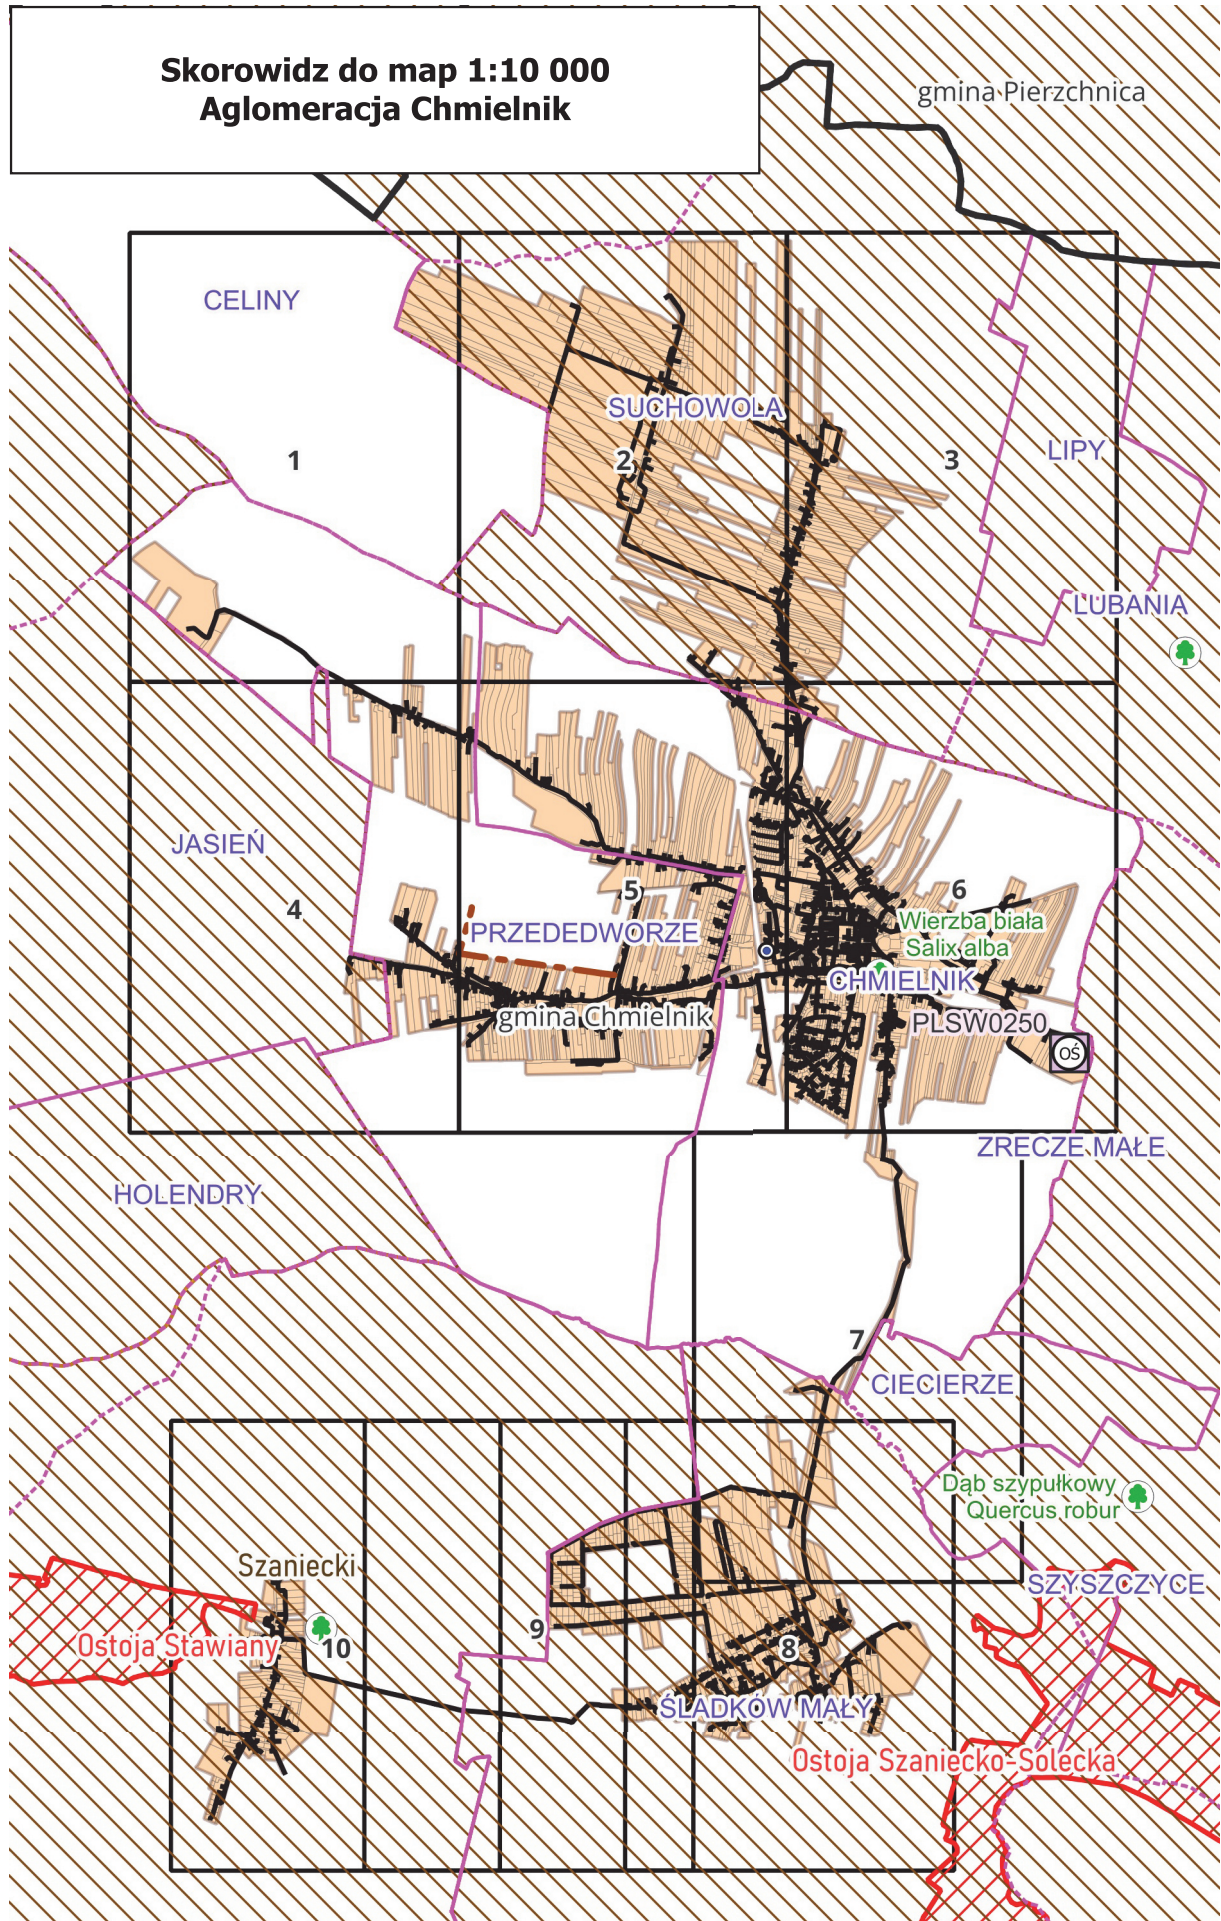 Skorowidz do map 1:10 000
Aglomeracja Chmielnik
gmina Pierzchnica
CELINY
SUCHOWOLA
1
2
3
LIPY
LUBANIA
JASIEŃ
4
5
6
PRZEDEDWORZE
Wierzba biała
Salix alba
CHMIELNIK
gmina Chmielnik
PLSW0250
OŚ
ZRECZE MAŁE
HOLENDRY
7
CIECIERZE
Dąb szypułkowy
Quercus robur
Szaniecki
SZYSZCZYCE
Ostoja Stawiany
10
9
8
ŚLADKÓW MAŁY
Ostoja Szaniecko-Solecka